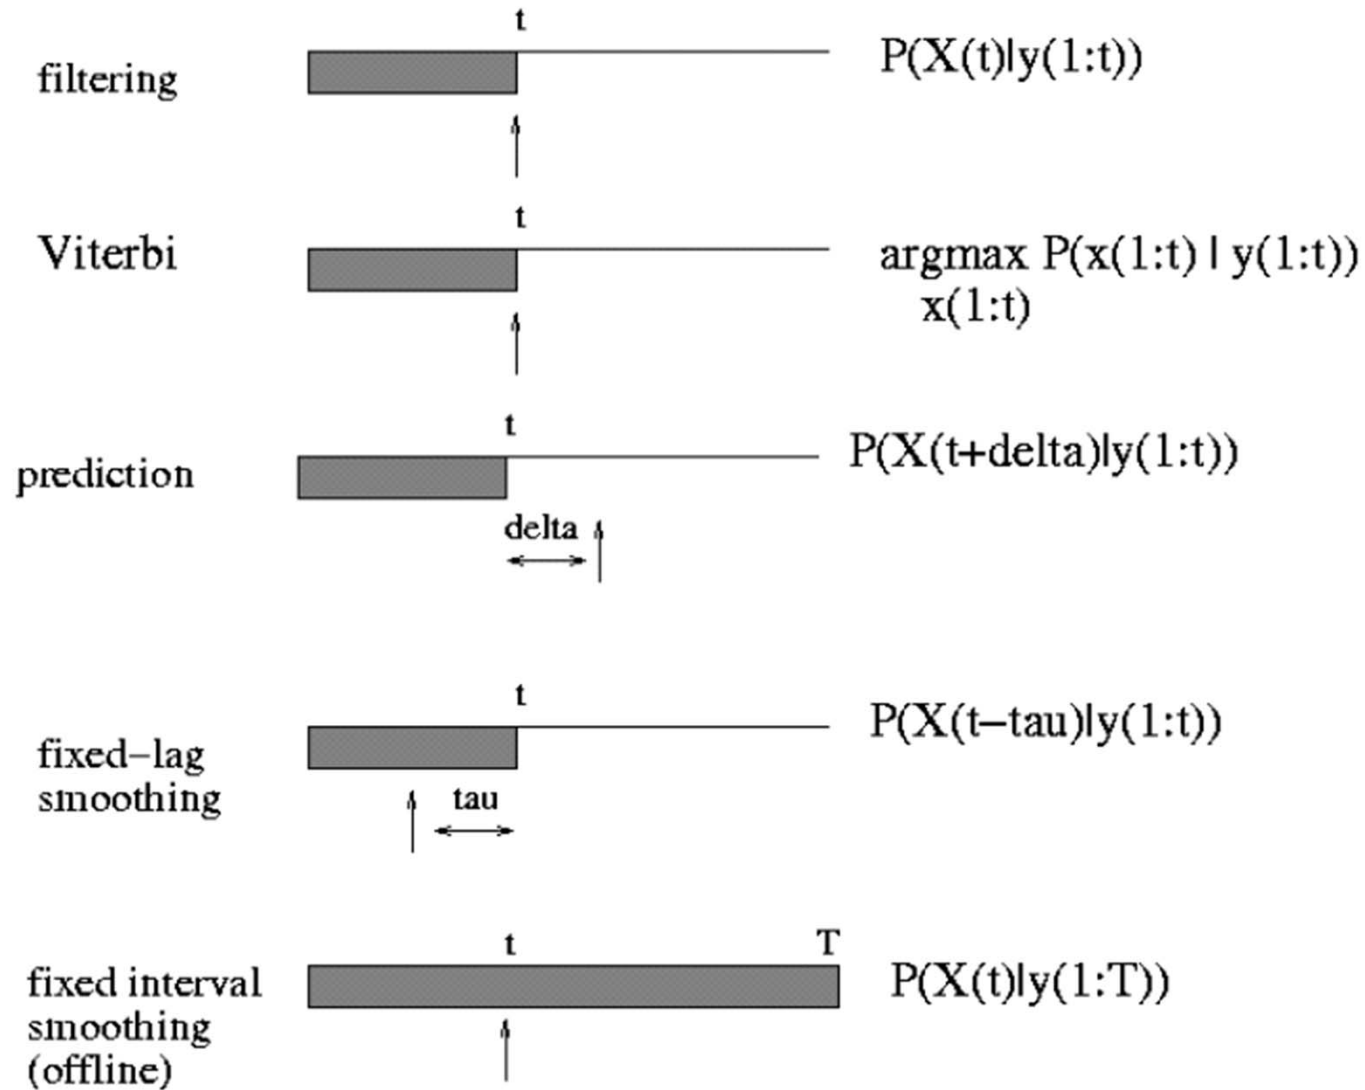 t
filtering
P(X(t)|y(1:t))
t
Viterbi
argmax P(x(1:t) | y(1:t))
x(1:t)
t
prediction
P(X(t+delta)|y(1:t))
delta
t
fixed-lag
smoothing
P(X(t-tau)|y(1:t))
tau
t
T
fixed interval
smoothing
(offline)
P(X(t)|y(1:T))